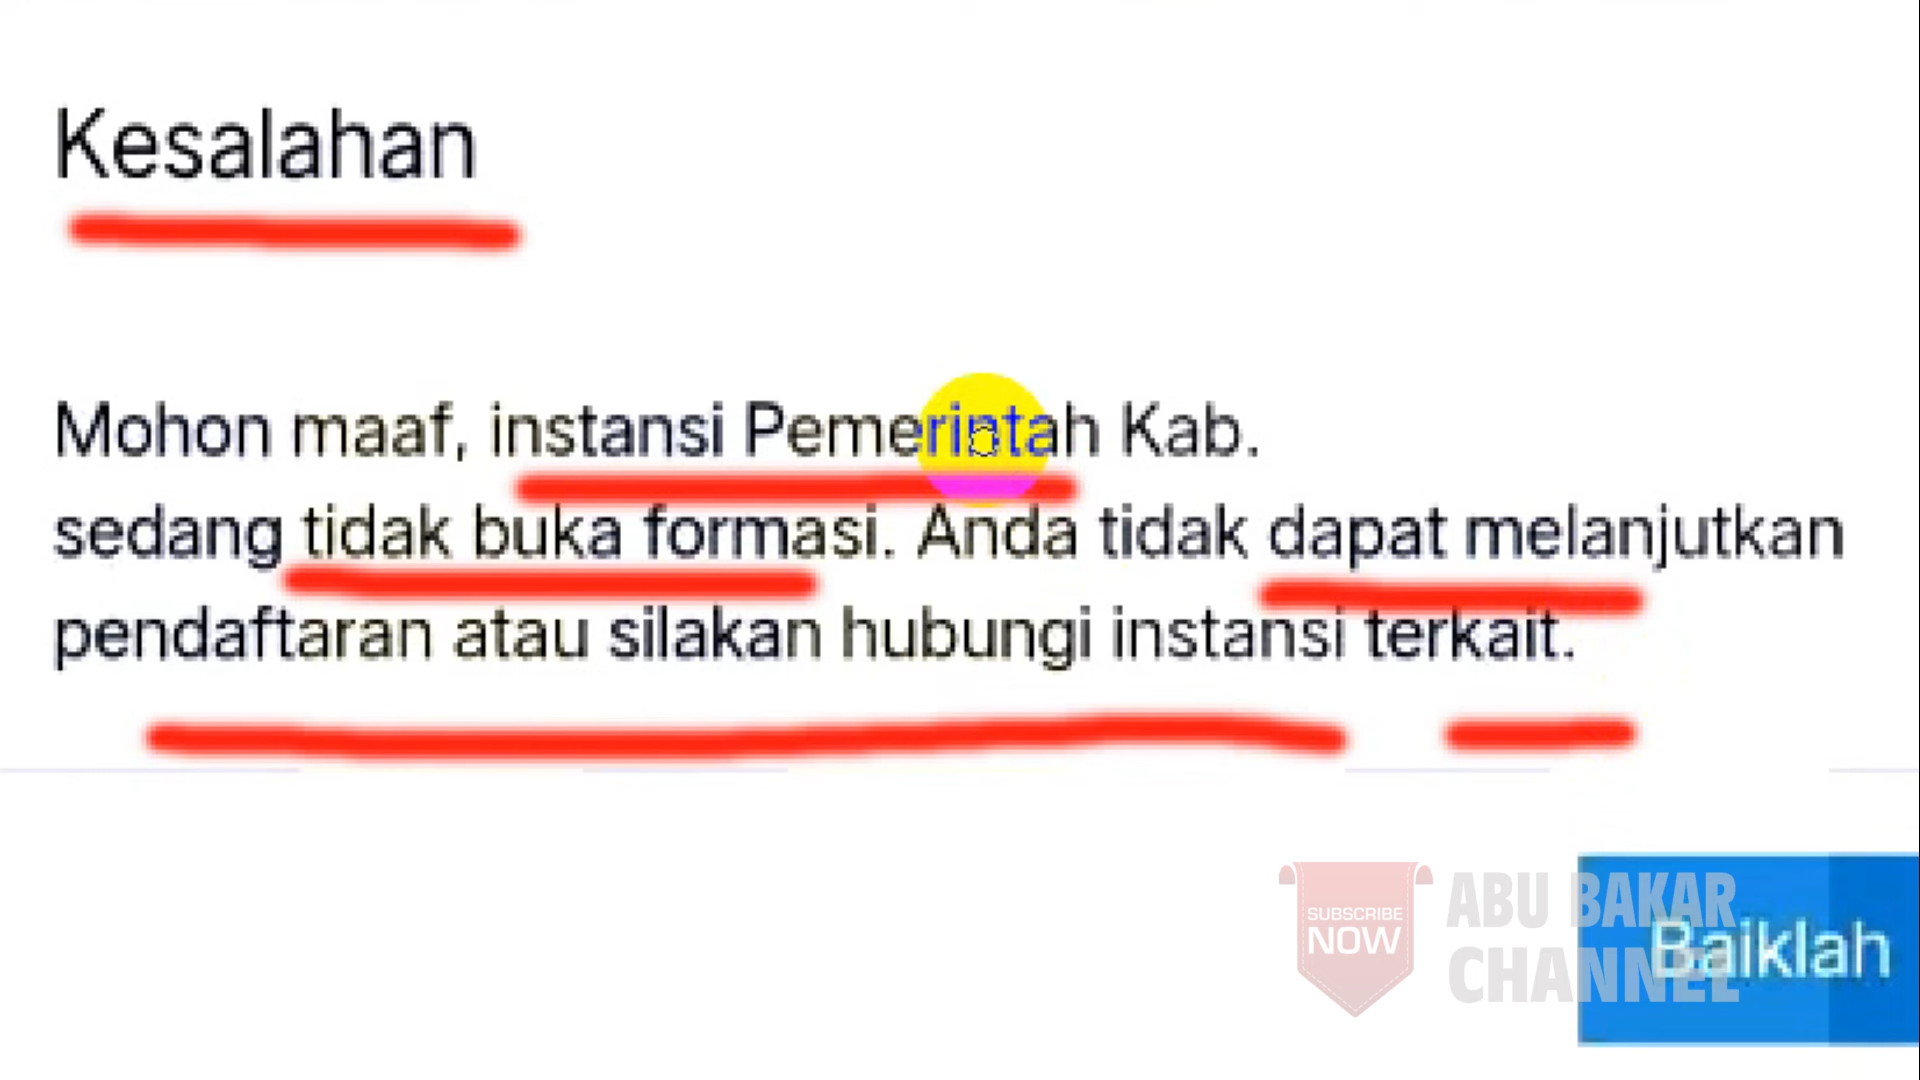 Kesalahan
Mohon maaf, instansi Pemerintah Kab.
sedang tidak buka formasi. Anda tidak dapat melanjutkan
pendaftaran atau silakan hubungi instansi terkait.
SUBSCRIBE
NOW
ABU BAKAR
CHANNEL
Baiklah